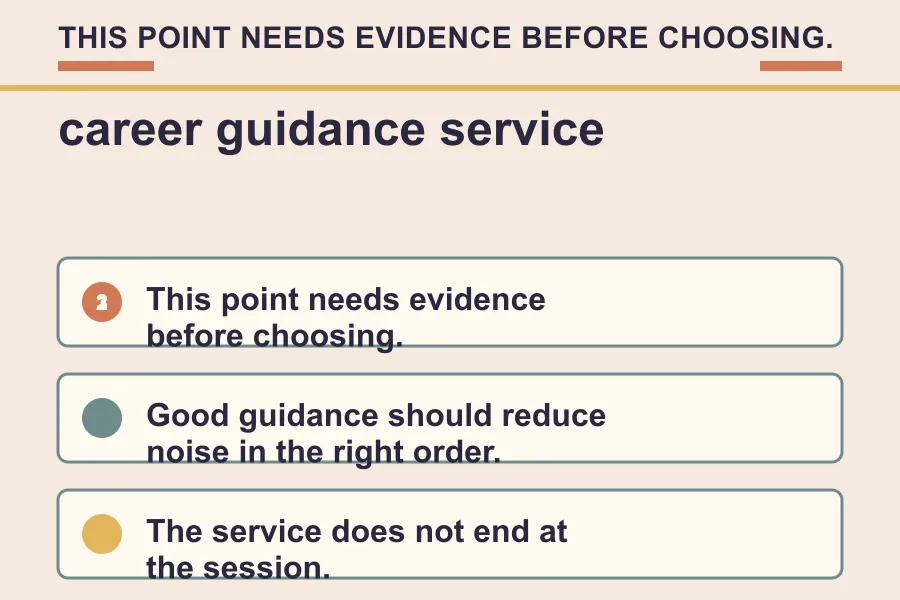 THIS POINT NEEDS EVIDENCE BEFORE CHOOSING.
career guidance service
This point needs evidence
before choosing.
Good guidance should reduce
noise in the right order.
The service does not end at
the session.